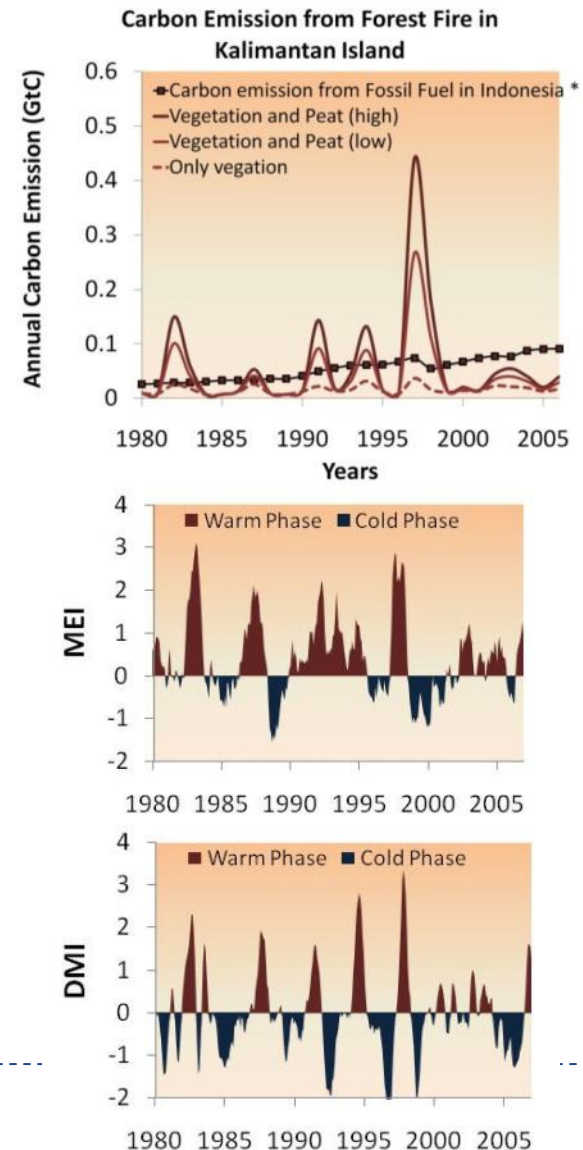 Carbon Emission from Forest Fire in
Kalimantan Island
Annual Carbon Emission (GtC)
0.6
0.5
0.4
0.3
0.2
0.1
0
Carbon emission from Fossil Fuel in Indonesia *
Vegetation and Peat (high)
Vegetation and Peat (low)
Only vegation
1980 1985 1990 1995 2000 2005
Years
MEI
4
3
2
1
0
-1
-2
Warm Phase Cold Phase
1980 1985 1990 1995 2000 2005
DMI
4
3
2
1
0
-1
-2
Warm Phase Cold Phase
1980 1985 1990 1995 2000 2005